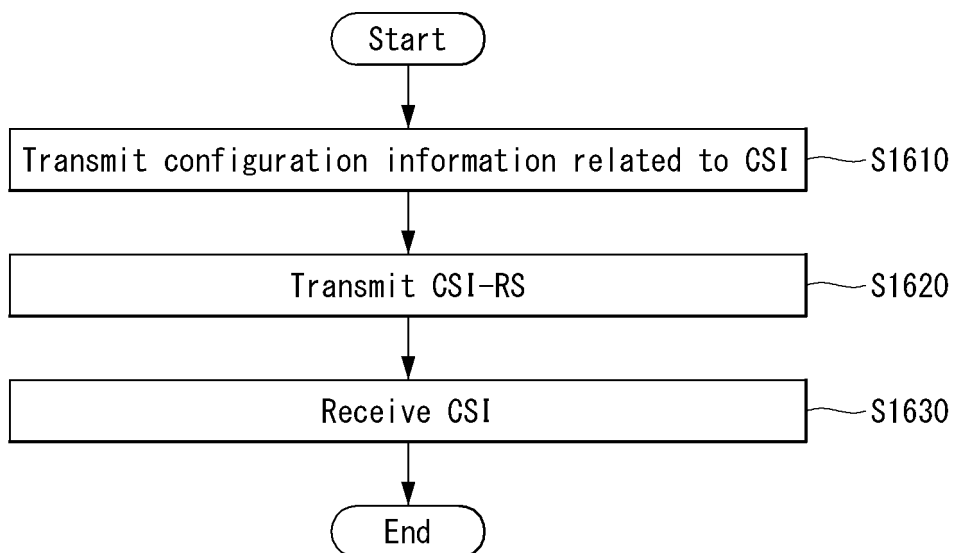 Start
Transmit configuration information related to CSI
S1610
Transmit CSI-RS
S1620
Receive CSI
S1630
End